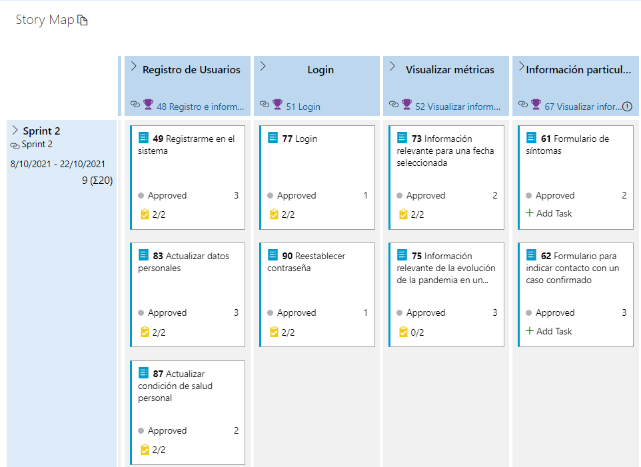 Story Map
Registro de Usuarios
48 Registro e inform...
Login
51 Login
Visualizar métricas
52 Visualizar inform...
Información particul...
67 Visualizar infor...
Sprint 2
Sprint 2
8/10/2021 - 22/10/2021
9 (Σ20)
49 Registrarme en el
sistema
Approved 3
2/2
77 Login
Approved 1
2/2
73 Información
relevante para una fecha
seleccionada
Approved 2
2/2
61 Formulario de
síntomas
Approved 2
+ Add Task
83 Actualizar datos
personales
Approved 3
2/2
90 Reestablecer
contraseña
Approved 1
2/2
75 Información
relevante de la evolución
de la pandemia en un...
Approved 3
0/2
62 Formulario para
indicar contacto con un
caso confirmado
Approved 3
+ Add Task
87 Actualizar
condición de salud
personal
Approved 2
2/2